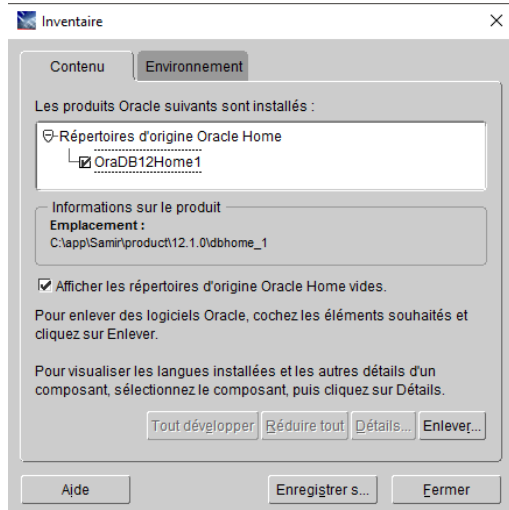 Inventaire
Contenu
Environnement
Les produits Oracle suivants sont installés :
Répertoires d'origine Oracle Home
OraDB12Home1
Informations sur le produit
Emplacement :
C:\app\Samir\product\12.1.0\dbhome_1
Afficher les répertoires d'origine Oracle Home vides.
Pour enlever des logiciels Oracle, cochez les éléments souhaités et
cliquez sur Enlever.
Pour visualiser les langues installées et les autres détails d'un
composant, sélectionnez le composant, puis cliquez sur Détails.
Tout développer
Réduire tout
Détails...
Enlever...
Aide
Enregistrer s...
Fermer